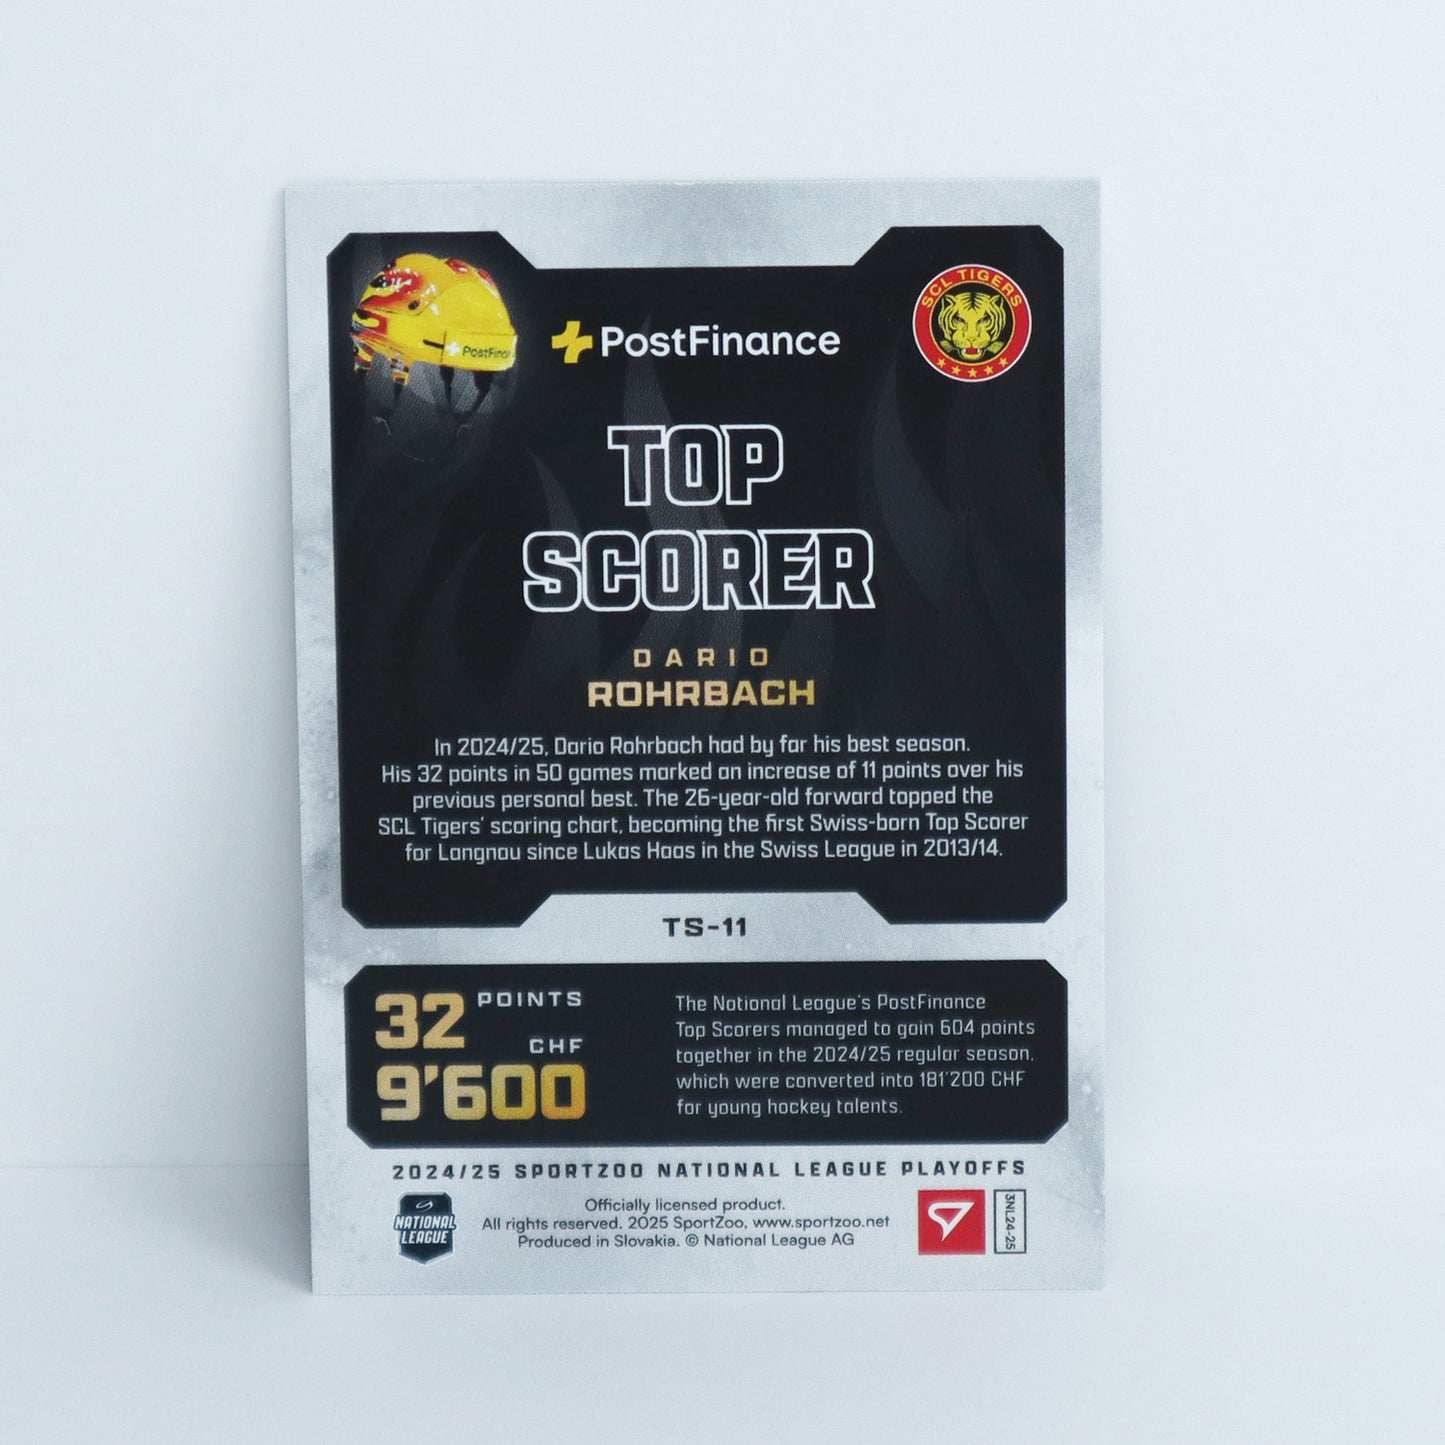 PostFinance
PostFinance
SCL TIGERS
TOP
SCORER
DARIO
ROHRBACH
In 2024/25, Dario Rohrbach had by far his best season.
His 32 points in 50 games marked an increase of 11 points over his
previous personal best. The 26-year-old forward topped the
SCL Tigers' scoring chart, becoming the first Swiss-born Top Scorer
for Langnau since Lukas Haas in the Swiss League in 2013/14.
TS-11
32 POINTS
CHF
9'600
The National League's PostFinance
Top Scorers managed to gain 604 points
together in the 2024/25 regular season,
which were converted into 181'200 CHF
for young hockey talents.
2024/25 SPORTZOO NATIONAL LEAGUE PLAYOFFS
NATIONAL
LEAGUE
Officially licensed product.
All rights reserved. 2025 SportZoo, www.sportzoo.net
Produced in Slovakia. © National League AG
3NL24-25